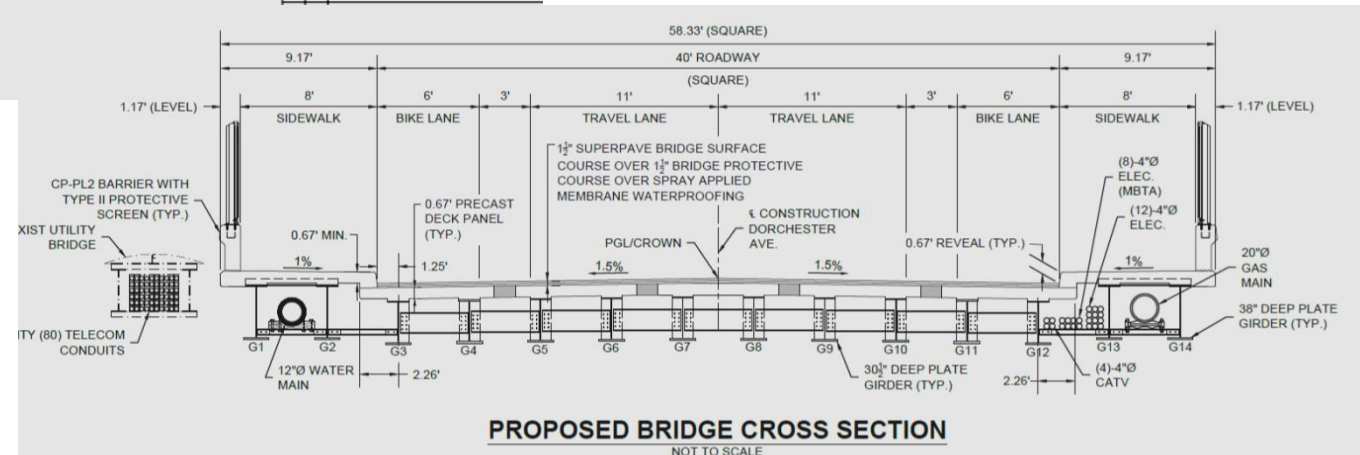 58.33' (SQUARE)
9.17'
40' ROADWAY
9.17'
(SQUARE)
1.17' (LEVEL)
8'
6'
3'
11'
11'
3'
6'
8'
1.17' (LEVEL)
SIDEWALK
BIKE LANE
TRAVEL LANE
TRAVEL LANE
BIKE LANE
SIDEWALK
1½" SUPERPAVE BRIDGE SURFACE
COURSE OVER 1½" BRIDGE PROTECTIVE
COURSE OVER SPRAY APPLIED
MEMBRANE WATERPROOFING
(8)-4"Ø
ELEC.
(MBTA)
(12)-4"Ø
ELEC.
CP-PL2 BARRIER WITH
TYPE II PROTECTIVE
SCREEN (TYP.)
0.67' PRECAST
DECK PANEL
(TYP.)
℄ CONSTRUCTION
DORCHESTER
AVE.
XIST UTILITY
BRIDGE
0.67' MIN.
PGL/CROWN
0.67' REVEAL (TYP.)
20"Ø
GAS
MAIN
1%
1.25'
1.5%
1.5%
1%
38" DEEP PLATE
GIRDER (TYP.)
ITY (80) TELECOM
CONDUITS
G1
G2
G3
G4
G5
G6
G7
G8
G9
G10
G11
G12
G13
G14
12"Ø WATER
MAIN
2.26'
30½" DEEP PLATE
GIRDER (TYP.)
2.26'
(4)-4"Ø
CATV
PROPOSED BRIDGE CROSS SECTION
NOT TO SCALE